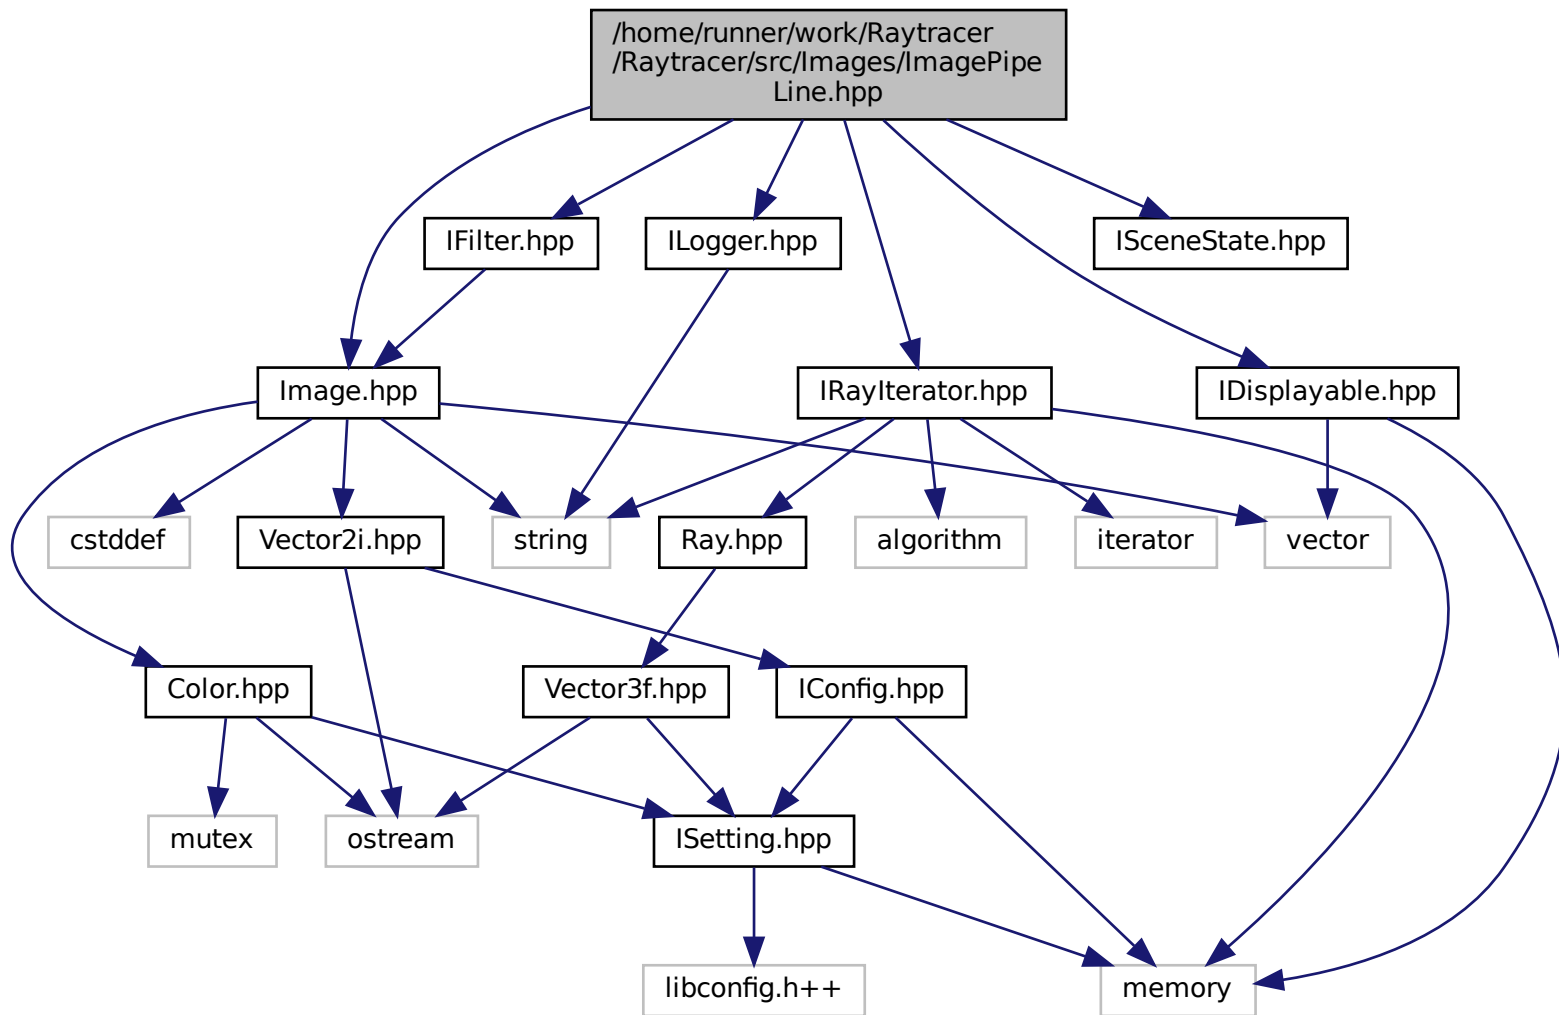 /home/runner/work/Raytracer
/Raytracer/src/Images/ImagePipe
Line.hpp
IFilter.hpp
ILogger.hpp
ISceneState.hpp
Image.hpp
IRayIterator.hpp
IDisplayable.hpp
cstddef
Vector2i.hpp
string
Ray.hpp
algorithm
iterator
vector
Color.hpp
Vector3f.hpp
IConfig.hpp
mutex
ostream
ISetting.hpp
libconfig.h++
memory